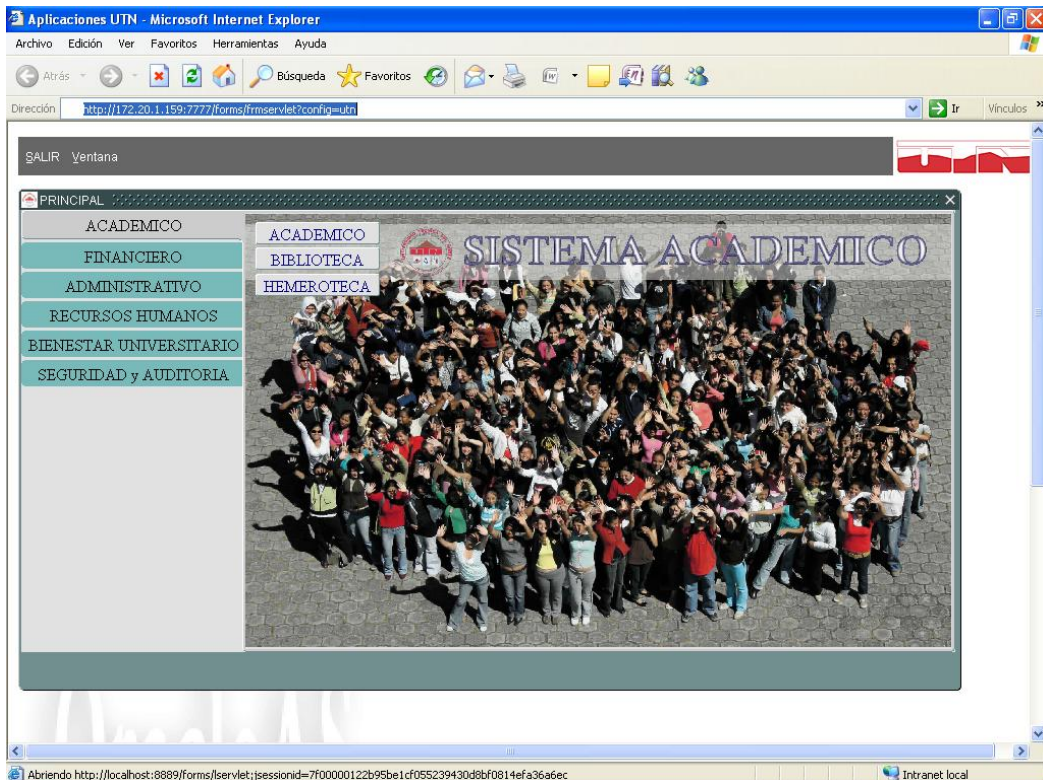 Aplicaciones UTN - Microsoft Internet Explorer
Archivo Edición Ver Favoritos Herramientas Ayuda
Atrás Búsqueda Favoritos
Dirección http://172.20.1.159:7777/forms/frmservlet?config=utn Ir Vínculos »
SALIR Ventana
UTN
PRINCIPAL
ACADEMICO
FINANCIERO
ADMINISTRATIVO
RECURSOS HUMANOS
BIENESTAR UNIVERSITARIO
SEGURIDAD y AUDITORIA
ACADEMICO
BIBLIOTECA
HEMEROTECA
SISTEMA ACADEMICO
Abriendo http://localhost:8889/forms/lservlet;jsessionid=7f00000122b95be1cf055239430d8bf0814efa36a6ec
Intranet local